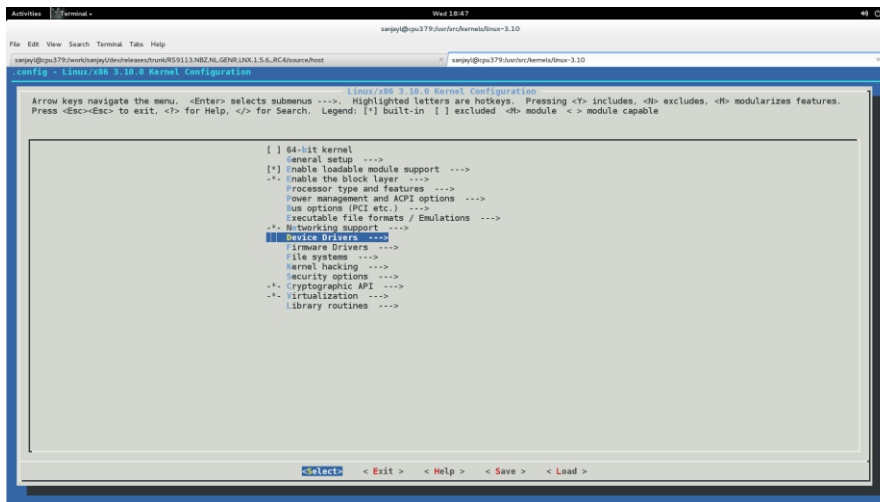 Activities Terminal Wed 18:47
sanjayl@cpu379:/usr/src/kernels/linux-3.10
File Edit View Search Terminal Tabs Help
sanjayl@cpu379:/work/sanjayl/dev/releases/trunk/RS9113.NBZ.NL.GENR.LNX.1.5.6_RC4/source/host × sanjayl@cpu379:/usr/src/kernels/linux-3.10 ×
.config - Linux/x86 3.10.0 Kernel Configuration
Linux/x86 3.10.0 Kernel Configuration
Arrow keys navigate the menu. <Enter> selects submenus --->. Highlighted letters are hotkeys. Pressing <Y> includes, <N> excludes, <M> modularizes features.
Press <Esc><Esc> to exit, <?> for Help, </> for Search. Legend: [*] built-in [ ] excluded <M> module < > module capable
[ ] 64-bit kernel
General setup --->
[*] Enable loadable module support --->
-*- Enable the block layer --->
Processor type and features --->
Power management and ACPI options --->
Bus options (PCI etc.) --->
Executable file formats / Emulations --->
-*- Networking support --->
Device Drivers --->
Firmware Drivers --->
File systems --->
Kernel hacking --->
Security options --->
-*- Cryptographic API --->
-*- Virtualization --->
Library routines --->
<Select> < Exit > < Help > < Save > < Load >